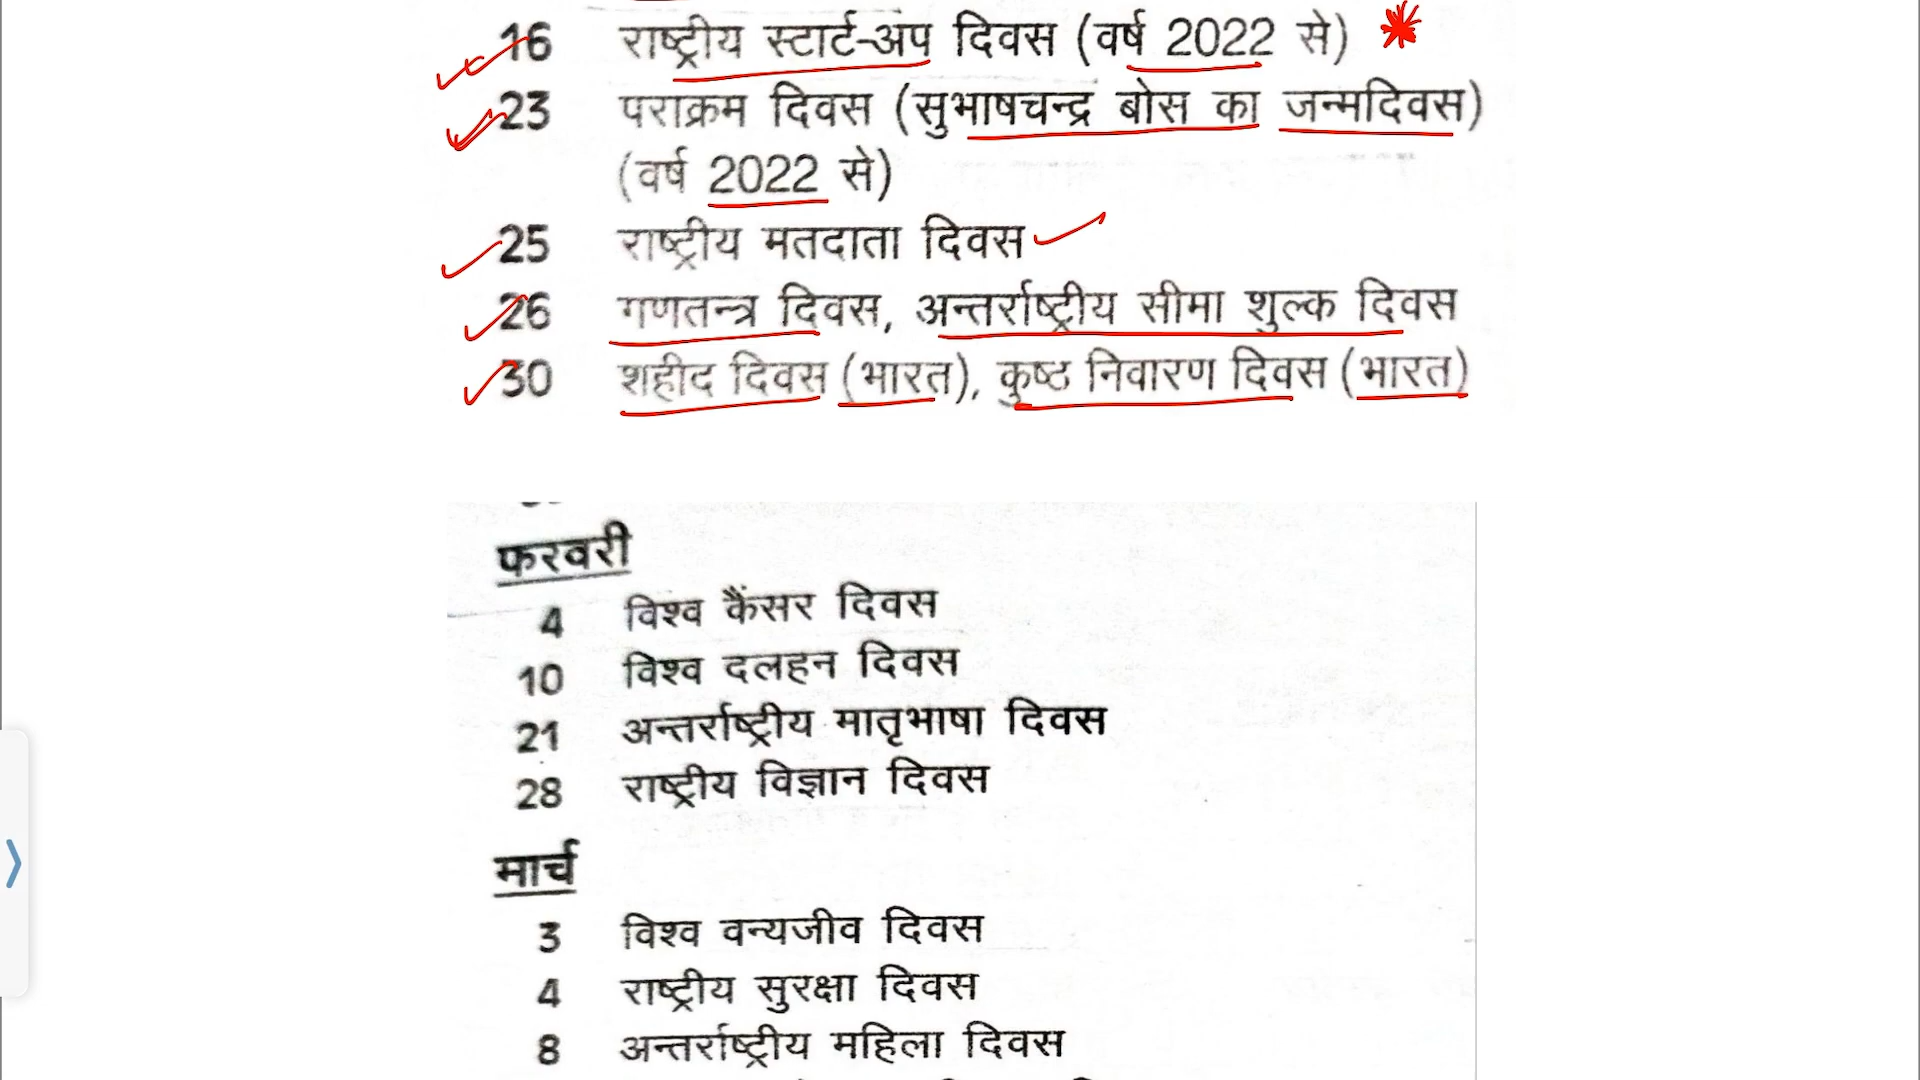 16 राष्ट्रीय स्टार्ट-अप दिवस (वर्ष 2022 से)
23 पराक्रम दिवस (सुभाषचन्द्र बोस का जन्मदिवस)
(वर्ष 2022 से)
25 राष्ट्रीय मतदाता दिवस
26 गणतन्त्र दिवस, अन्तर्राष्ट्रीय सीमा शुल्क दिवस
30 शहीद दिवस (भारत), कुष्ठ निवारण दिवस (भारत)
फरवरी
4 विश्व कैंसर दिवस
10 विश्व दलहन दिवस
21 अन्तर्राष्ट्रीय मातृभाषा दिवस
28 राष्ट्रीय विज्ञान दिवस
मार्च
3 विश्व वन्यजीव दिवस
4 राष्ट्रीय सुरक्षा दिवस
8 अन्तर्राष्ट्रीय महिला दिवस